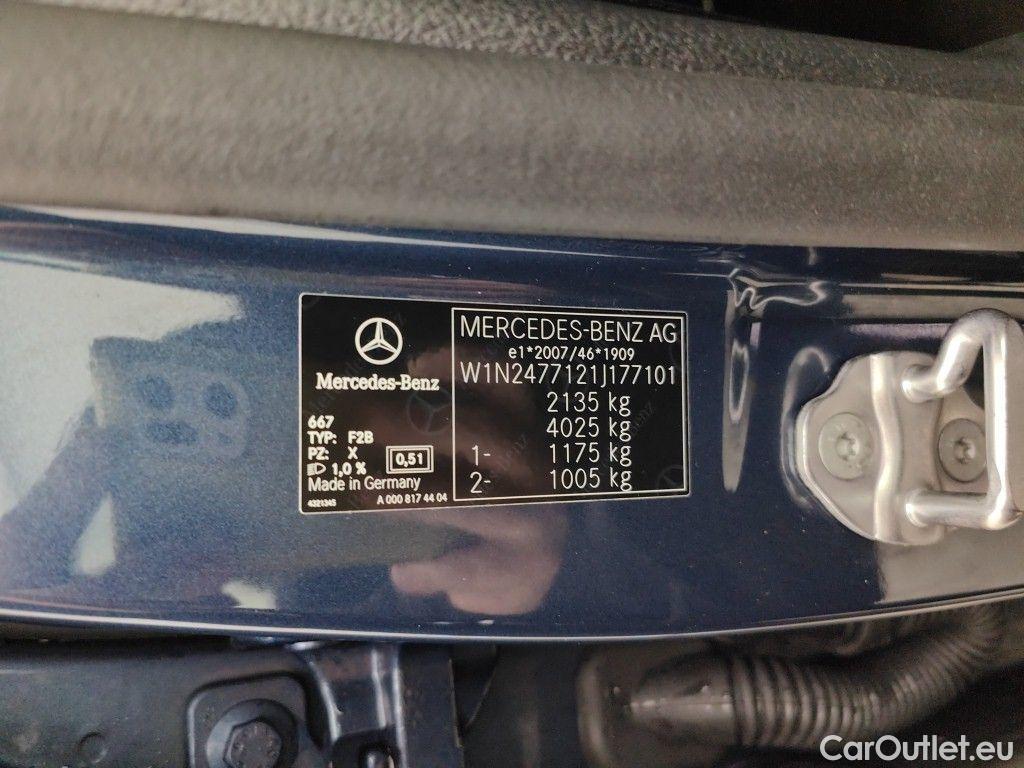 Mercedes-Benz
667
TYP: F2B
PZ: X
1,0 %
0,51
Made in Germany
4321345
A 000 817 44 04
MERCEDES-BENZ AG
e1*2007/46*1909
W1N2477121J177101
2135 kg
4025 kg
1- 1175 kg
2- 1005 kg
CarOutlet.eu